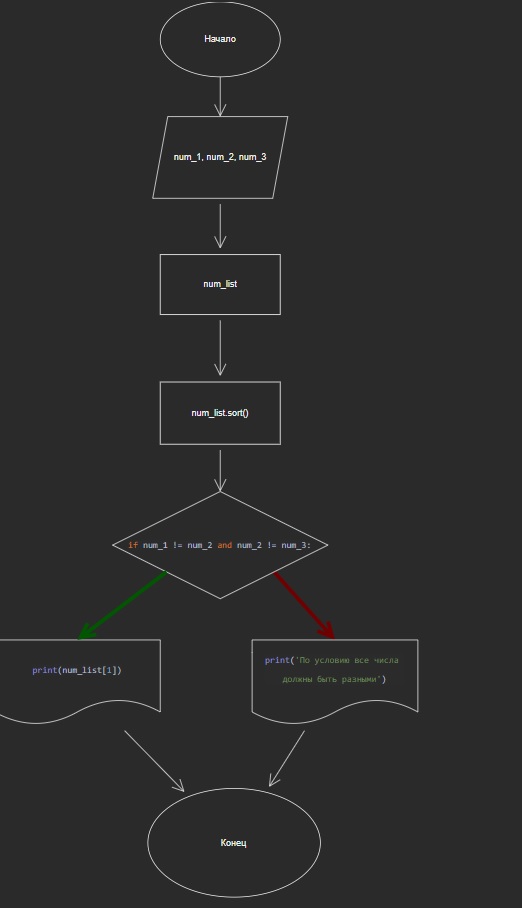 Начало
num_1, num_2, num_3
num_list
num_list.sort()
if num_1 != num_2 and num_2 != num_3:
print(num_list[1])
print('По условию все числа
должны быть разными')
Конец